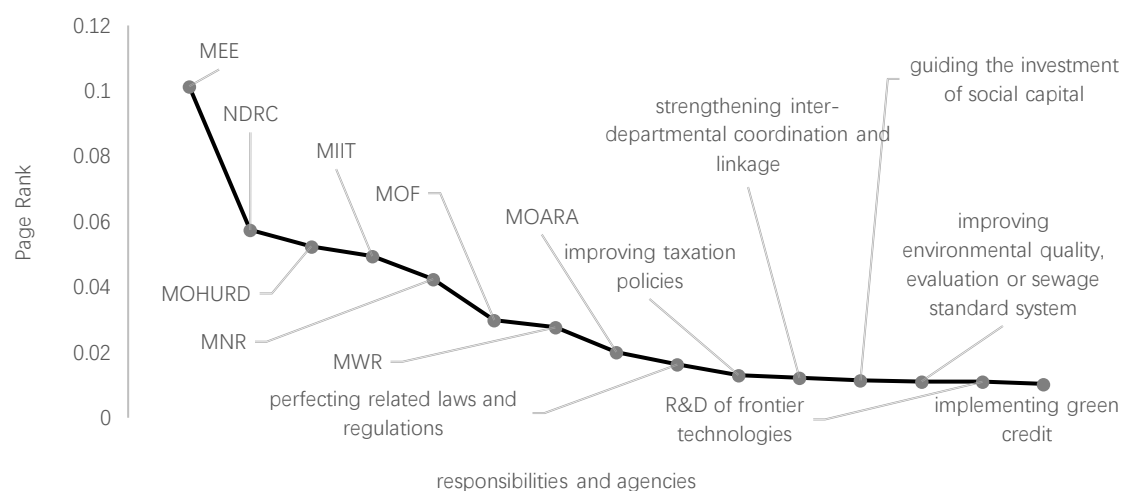 0.12
0.1
0.08
0.06
0.04
0.02
0
Page Rank
MEE
NDRC
MOHURD
MIIT
MNR
MOF
MWR
MOARA
perfecting related laws and
regulations
improving taxation
policies
strengthening inter-
departmental coordination and
linkage
guiding the investment
of social capital
improving
environmental quality,
evaluation or sewage
standard system
R&D of frontier
technologies
implementing green
credit
responsibilities and agencies